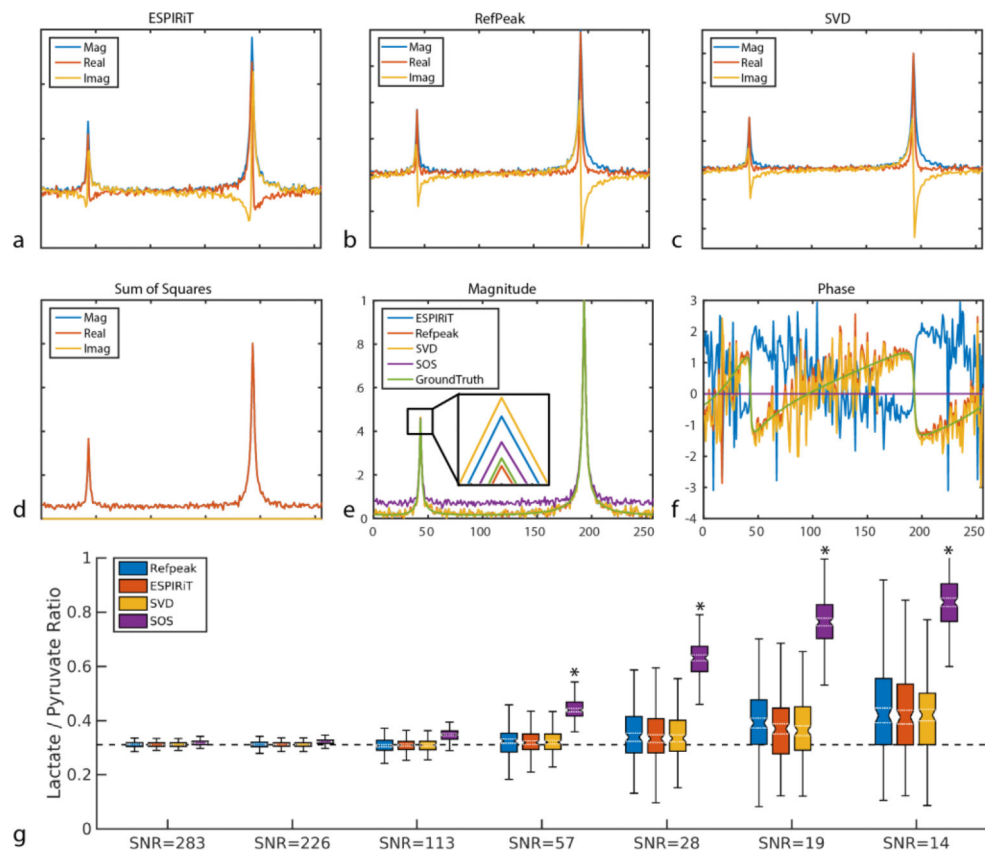 ESPIRiT
Mag
Real
Imag
a
RefPeak
Mag
Real
Imag
b
SVD
Mag
Real
Imag
c
Sum of Squares
Mag
Real
Imag
d
Magnitude
1
8
6
4
2
0
ESPIRiT
Refpeak
SVD
SOS
GroundTruth
e
0 50 100 150 200 250
Phase
3
2
1
0
-1
-2
-3
-4
f
0 50 100 150 200 250
Lactate / Pyruvate Ratio
1
0.8
0.6
0.4
0.2
0
Refpeak
ESPIRiT
SVD
SOS
* * * *
g
SNR=283 SNR=226 SNR=113 SNR=57 SNR=28 SNR=19 SNR=14